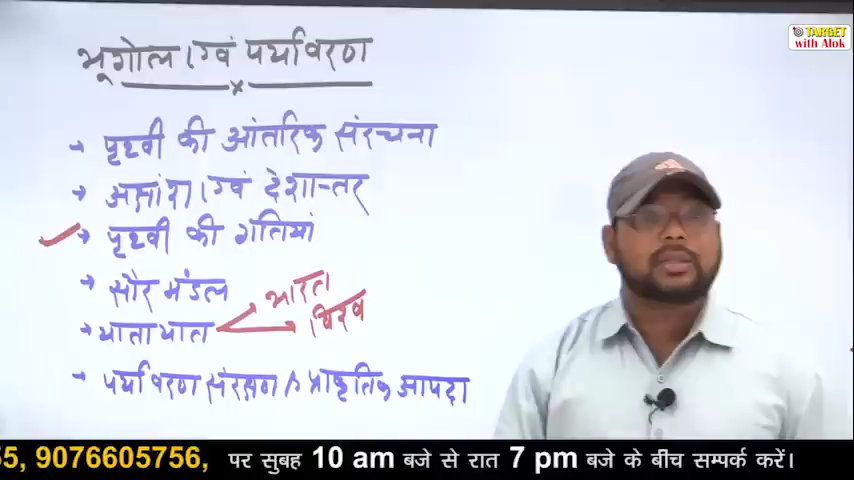 भूगोल एवं पर्यावरण
TARGET
with Alok
→ पृथ्वी की आंतरिक संरचना
→ अक्षांश एवं देशान्तर
→ पृथ्वी की गतियां
→ सौर मंडल
→ यातायात
भारत
विश्व
→ पर्यावरण संरक्षण / प्राकृतिक आपदा
55, 9076605756, पर सुबह 10 am बजे से रात 7 pm बजे के बीच सम्पर्क करें।